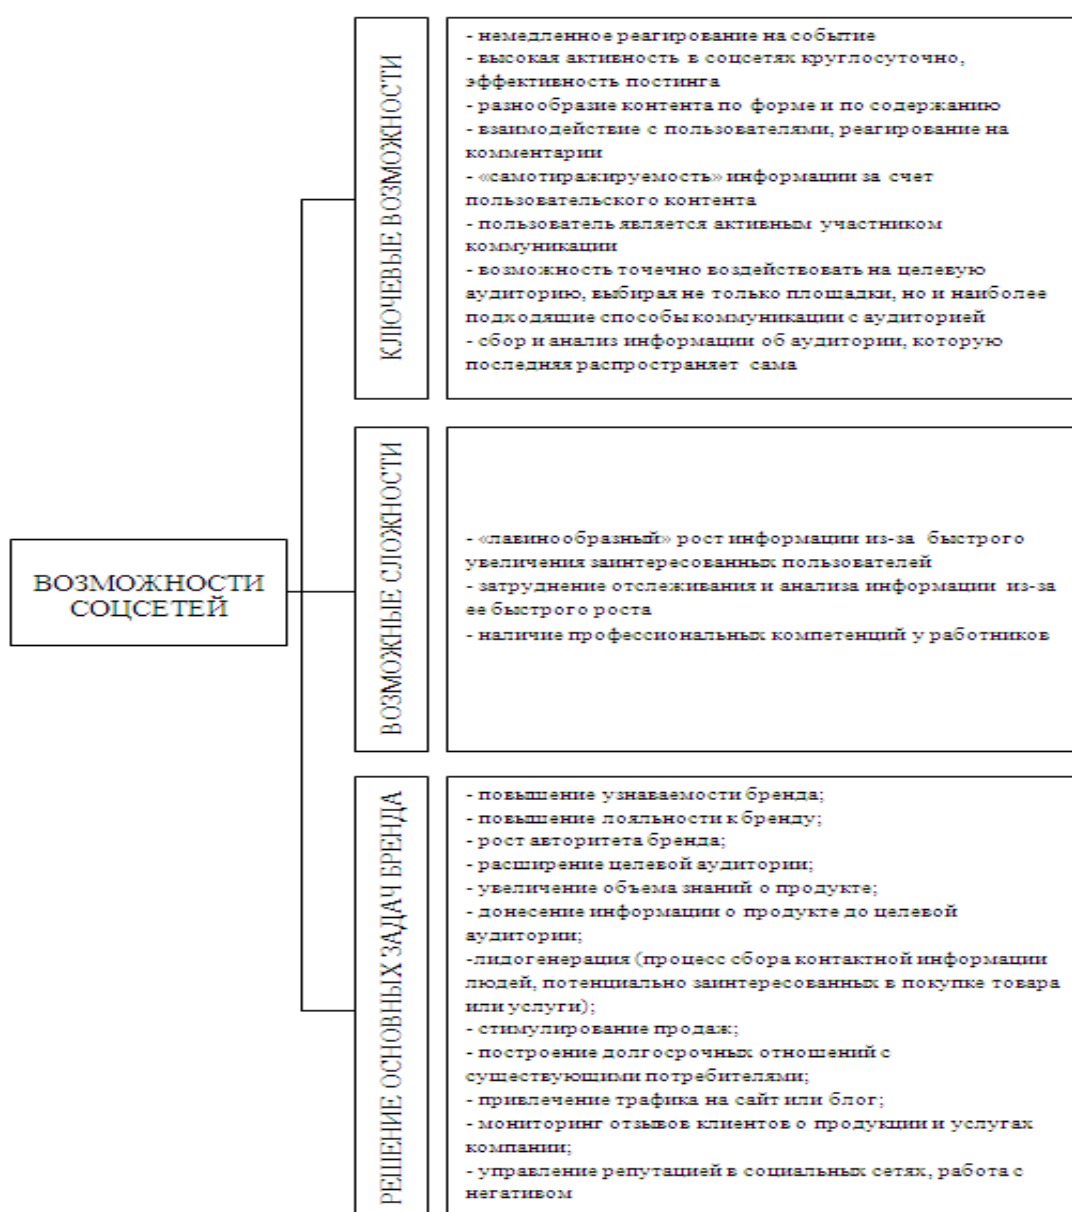 ВОЗМОЖНОСТИ
СОЦСЕТЕЙ
КЛЮЧЕВЫЕ ВОЗМОЖНОСТИ
- немедленное реагирование на событие
- высокая активность в соцсетях круглосуточно,
эффективность постинга
- разнообразие контента по форме и по содержанию
- взаимодействие с пользователями, реагирование на
комментарии
- «самотиражируемость» информации за счет
пользовательского контента
- пользователь является активным участником
коммуникации
- возможность точечно воздействовать на целевую
аудиторию, выбирая не только площадки, но и наиболее
подходящие способы коммуникации с аудиторией
- сбор и анализ информации об аудитории, которую
последняя распространяет сама
ВОЗМОЖНЫЕ СЛОЖНОСТИ
- «лавинообразный» рост информации из-за быстрого
увеличения заинтересованных пользователей
- затруднение отслеживания и анализа информации из-за
ее быстрого роста
- наличие профессиональных компетенций у работников
РЕШЕНИЕ ОСНОВНЫХ ЗАДАЧ БРЕНДА
- повышение узнаваемости бренда;
- повышение лояльности к бренду;
- рост авторитета бренда;
- расширение целевой аудитории;
- увеличение объема знаний о продукте;
- донесение информации о продукте до целевой
аудитории;
-лидогенерация (процесс сбора контактной информации
людей, потенциально заинтересованных в покупке товара
или услуги);
- стимулирование продаж;
- построение долгосрочных отношений с
существующими потребителями;
- привлечение трафика на сайт или блог;
- мониторинг отзывов клиентов о продукции и услугах
компании;
- управление репутацией в социальных сетях, работа с
негативом